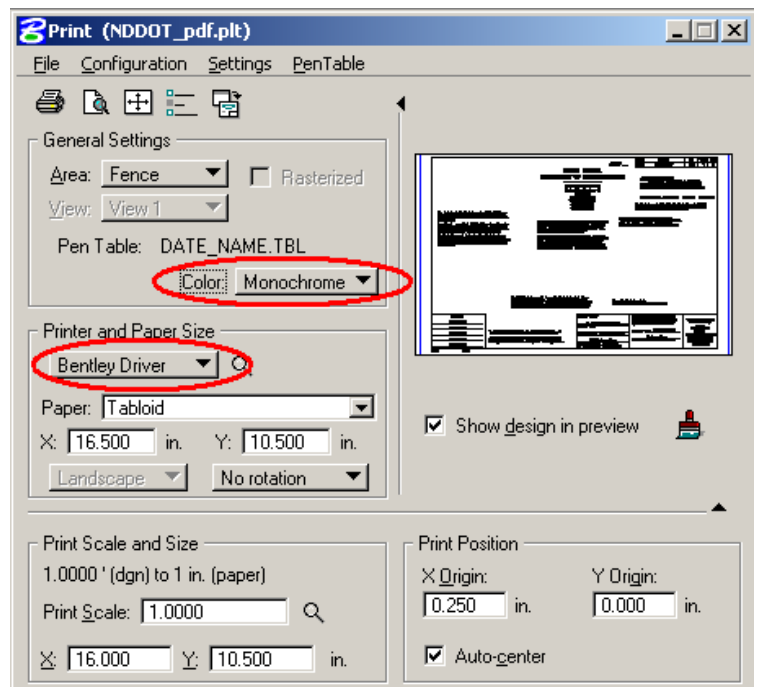 Print (NDDOT_pdf.plt)
File Configuration Settings PenTable
General Settings
Area: Fence Rasterized
View: View 1
Pen Table: DATE_NAME.TBL
Color: Monochrome
Printer and Paper Size
Bentley Driver
Paper: Tabloid
X: 16.500 in. Y: 10.500 in.
Landscape No rotation
Show design in preview
Print Scale and Size
1.0000 ' (dgn) to 1 in. (paper)
Print Scale: 1.0000
X: 16.000 Y: 10.500 in.
Print Position
X Origin: Y Origin:
0.250 in. 0.000 in.
Auto-center